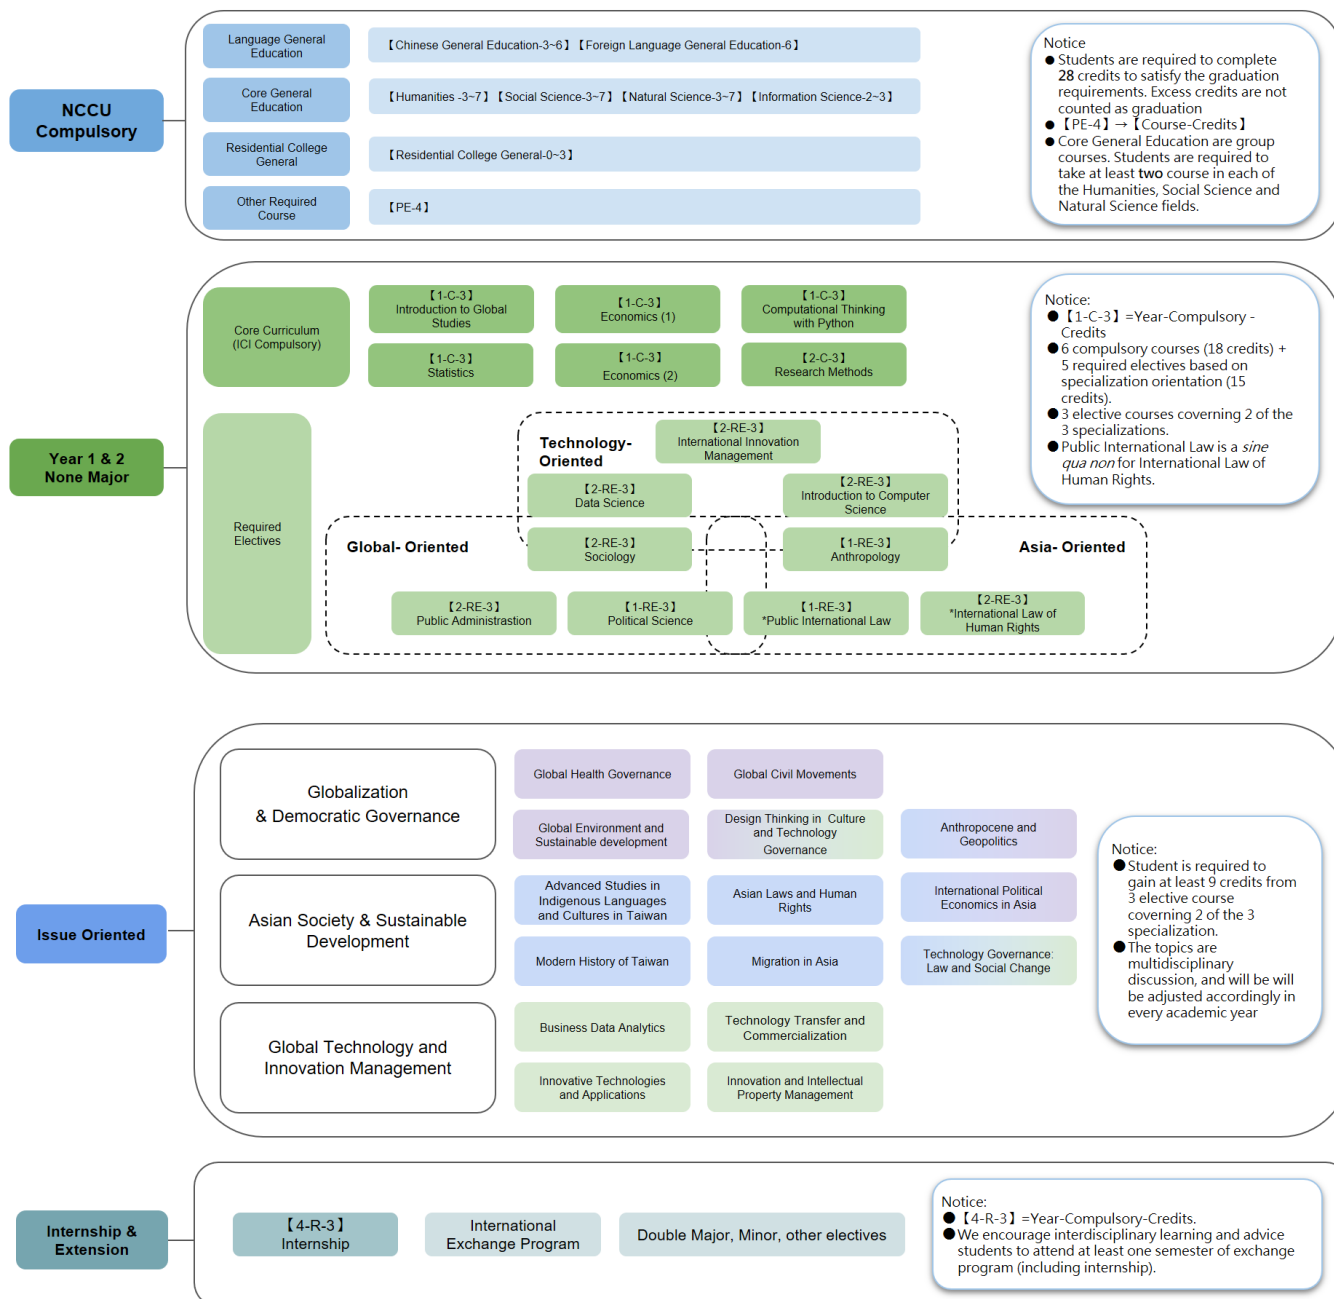 NCCU
Compulsory
Language General
Education
【Chinese General Education-3~6】【Foreign Language General Education-6】
Core General
Education
【Humanities -3~7】【Social Science-3~7】【Natural Science-3~7】【Information Science-2~3】
Residential College
General
【Residential College General-0~3】
Other Required
Course
【PE-4】
Notice
● Students are required to complete
28 credits to satisfy the graduation
requirements. Excess credits are not
counted as graduation
●【PE-4】→【Course-Credits】
● Core General Education are group
courses. Students are required to
take at least two course in each of
the Humanities, Social Science and
Natural Science fields.
Year 1 & 2
None Major
Core Curriculum
(ICI Compulsory)
【1-C-3】
Introduction to Global
Studies
【1-C-3】
Economics (1)
【1-C-3】
Computational Thinking
with Python
【1-C-3】
Statistics
【1-C-3】
Economics (2)
【2-C-3】
Research Methods
Required
Electives
Technology-
Oriented
【2-RE-3】
International Innovation
Management
【2-RE-3】
Data Science
【2-RE-3】
Introduction to Computer
Science
Global- Oriented
【2-RE-3】
Sociology
【1-RE-3】
Anthropology
Asia- Oriented
【2-RE-3】
Public Administrastion
【1-RE-3】
Political Science
【1-RE-3】
*Public International Law
【2-RE-3】
*International Law of
Human Rights
Notice:
●【1-C-3】=Year-Compulsory -
Credits
●6 compulsory courses (18 credits) +
5 required electives based on
specialization orientation (15
credits).
●3 elective courses covering 2 of the
3 specializations.
●Public International Law is a sine
qua non for International Law of
Human Rights.
Issue Oriented
Globalization
& Democratic Governance
Global Health Governance
Global Civil Movements
Global Environment and
Sustainable development
Design Thinking in Culture
and Technology
Governance
Anthropocene and
Geopolitics
Asian Society & Sustainable
Development
Advanced Studies in
Indigenous Languages
and Cultures in Taiwan
Asian Laws and Human
Rights
International Political
Economics in Asia
Modern History of Taiwan
Migration in Asia
Technology Governance:
Law and Social Change
Global Technology and
Innovation Management
Business Data Analytics
Technology Transfer and
Commercialization
Innovative Technologies
and Applications
Innovation and Intellectual
Property Management
Notice:
●Student is required to
gain at least 9 credits from
3 elective course
coverning 2 of the 3
specialization.
●The topics are
multidisciplinary
discussion, and will be will
be adjusted accordingly in
every academic year
Internship &
Extension
【4-R-3】
Internship
International
Exchange Program
Double Major, Minor, other electives
Notice:
●【4-R-3】=Year-Compulsory-Credits.
●We encourage interdisciplinary learning and advice
students to attend at least one semester of exchange
program (including internship).